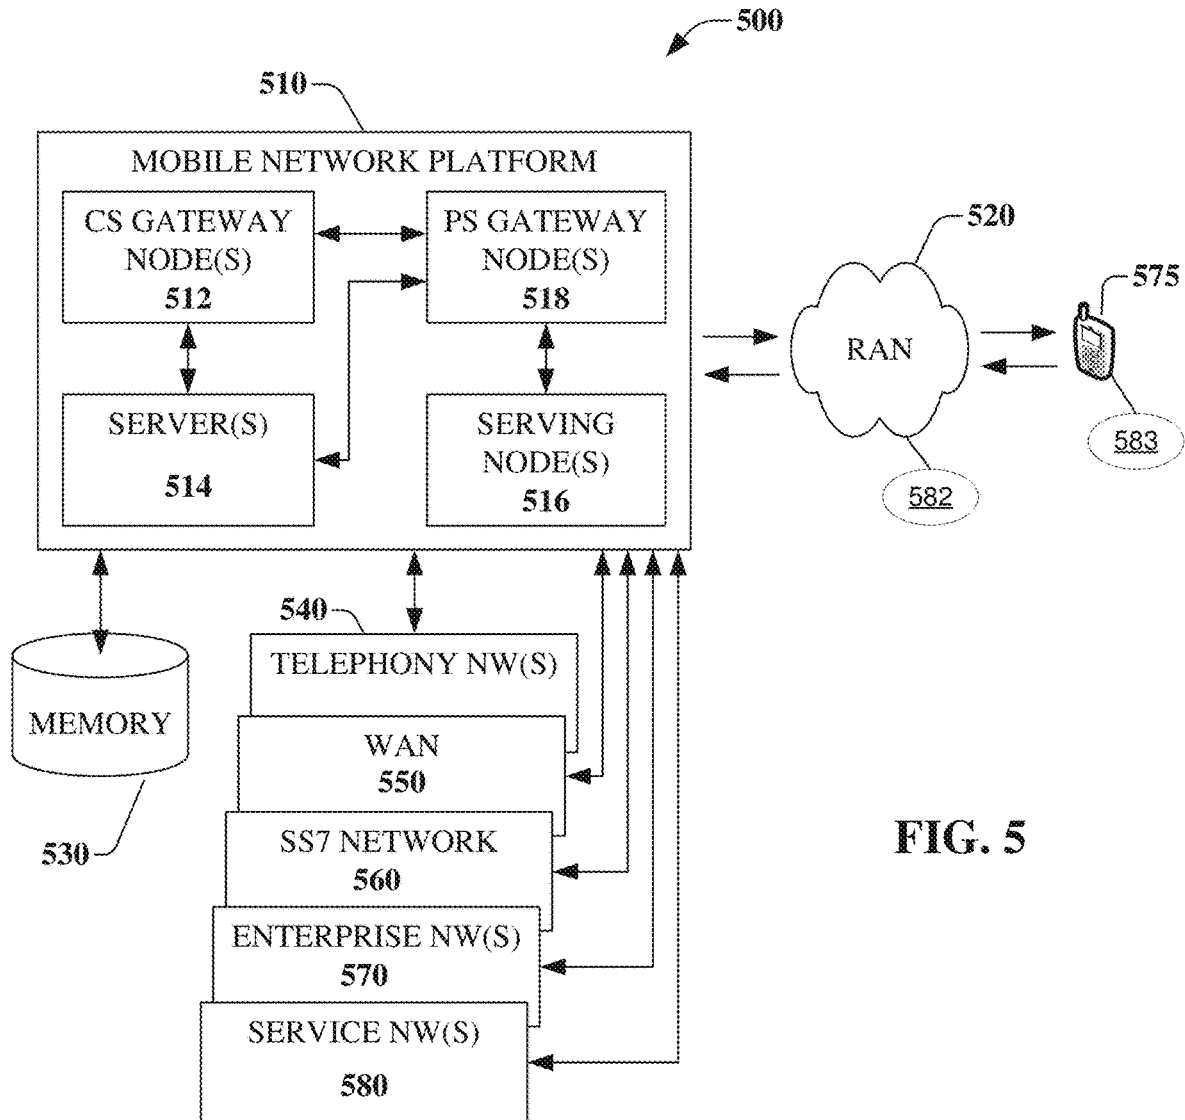 500
510
MOBILE NETWORK PLATFORM
CS GATEWAY
NODE(S)
512
PS GATEWAY
NODE(S)
518
SERVER(S)
514
SERVING
NODE(S)
516
520
RAN
575
583
582
540
TELEPHONY NW(S)
MEMORY
530
WAN
550
SS7 NETWORK
560
ENTERPRISE NW(S)
570
SERVICE NW(S)
580
FIG. 5